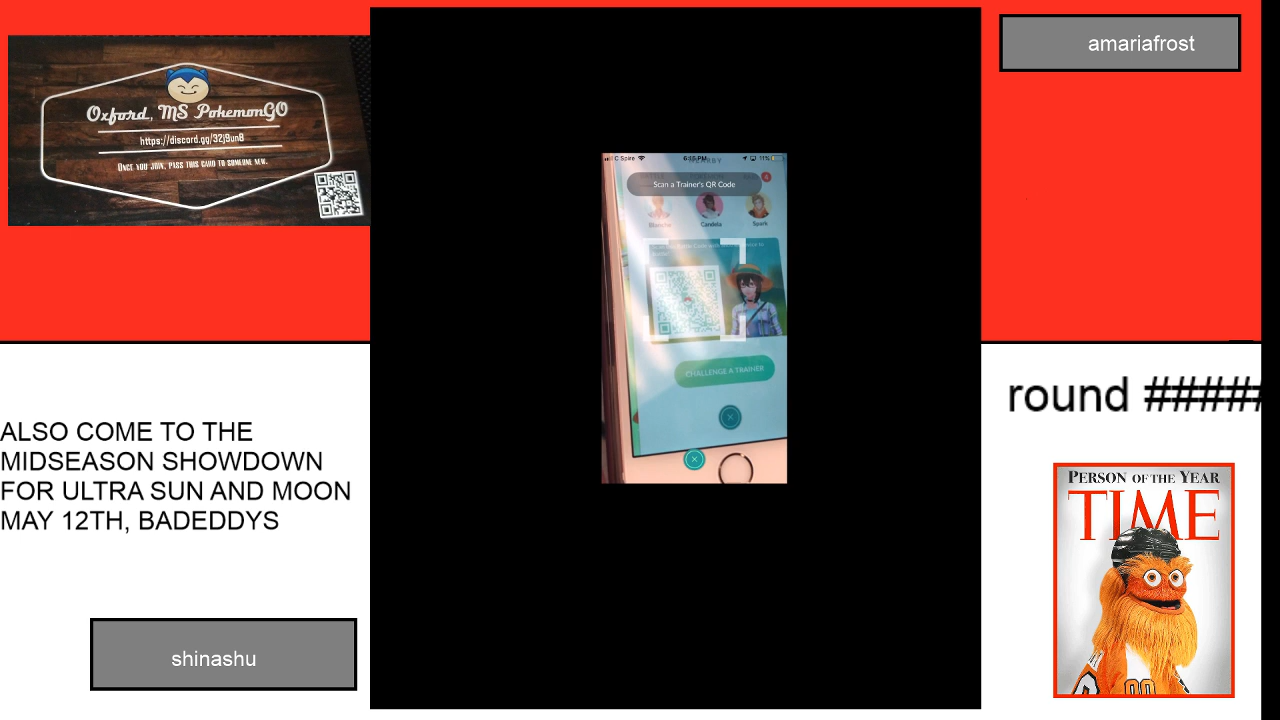 Oxford, MS PokemonGO
https://discord.gg/32j9un8
ONCE YOU JOIN, PASS THIS CARD TO SOMEONE NEW.
ALSO COME TO THE
MIDSEASON SHOWDOWN
FOR ULTRA SUN AND MOON
MAY 12TH, BADEDDYS
shinashu
C Spire
11%
Scan a Trainer's QR Code
Blanche
Candela
Spark
CHALLENGE A TRAINER
amariafrost
round #####
PERSON OF THE YEAR
TIME